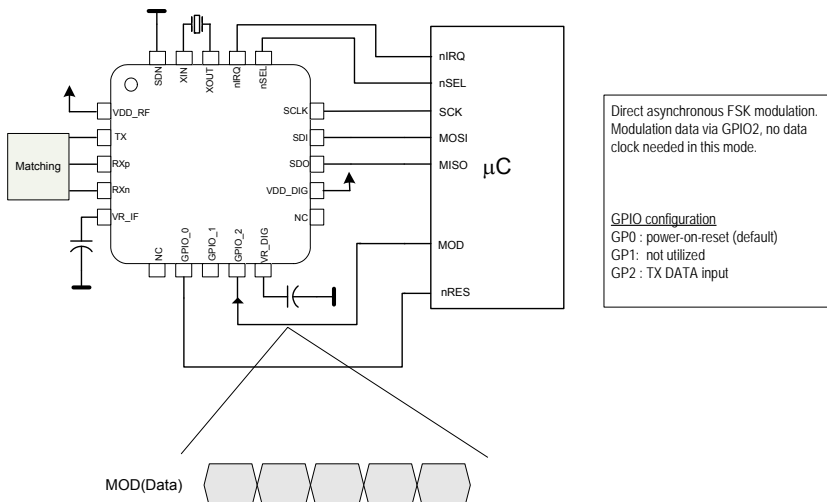 SDN
XIN
XOUT
nIRQ
nSEL
VDD_RF
TX
RXp
RXn
VR_IF
Matching
SCLK
SDI
SDO
VDD_DIG
NC
NC
GPIO_0
GPIO_1
GPIO_2
VR_DIG
nIRQ
nSEL
SCK
MOSI
MISO
µC
MOD
nRES
Direct asynchronous FSK modulation.
Modulation data via GPIO2, no data
clock needed in this mode.
GPIO configuration
GP0 : power-on-reset (default)
GP1: not utilized
GP2 : TX DATA input
MOD(Data)